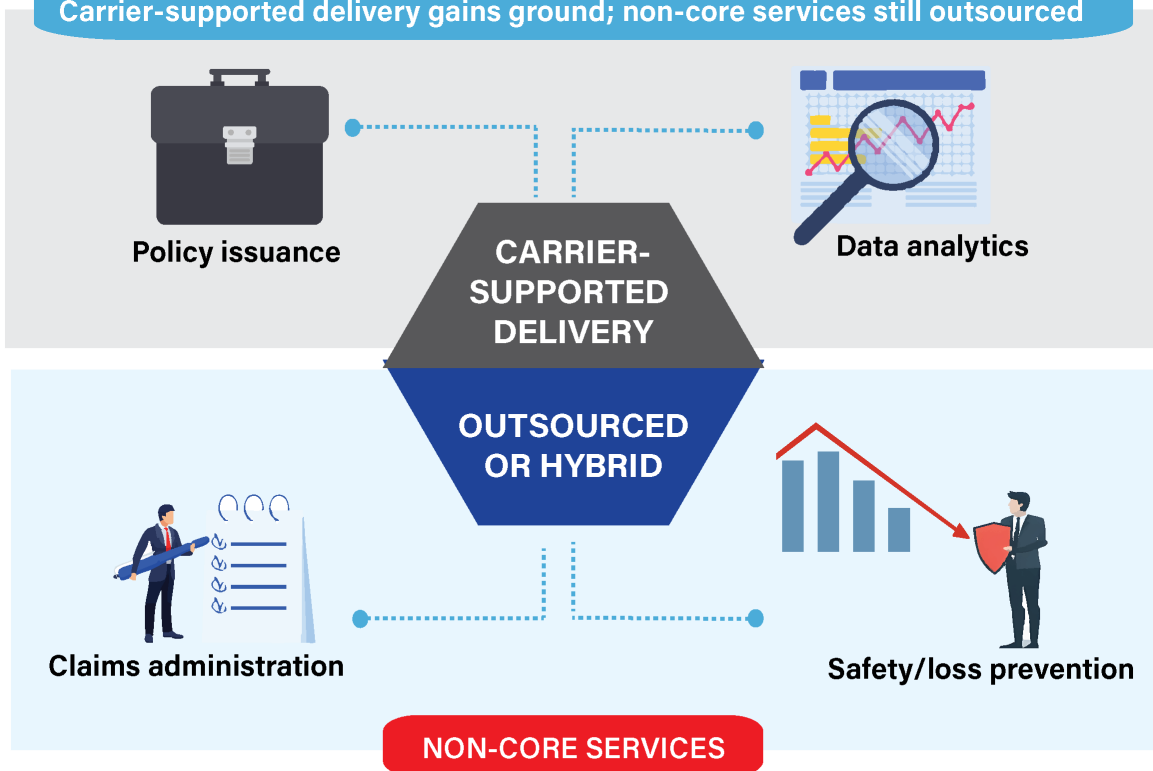 Carrier-supported delivery gains ground; non-core services still outsourced
Policy issuance
Data analytics
CARRIER-
SUPPORTED
DELIVERY
OUTSOURCED
OR HYBRID
Claims administration
Safety/loss prevention
NON-CORE SERVICES